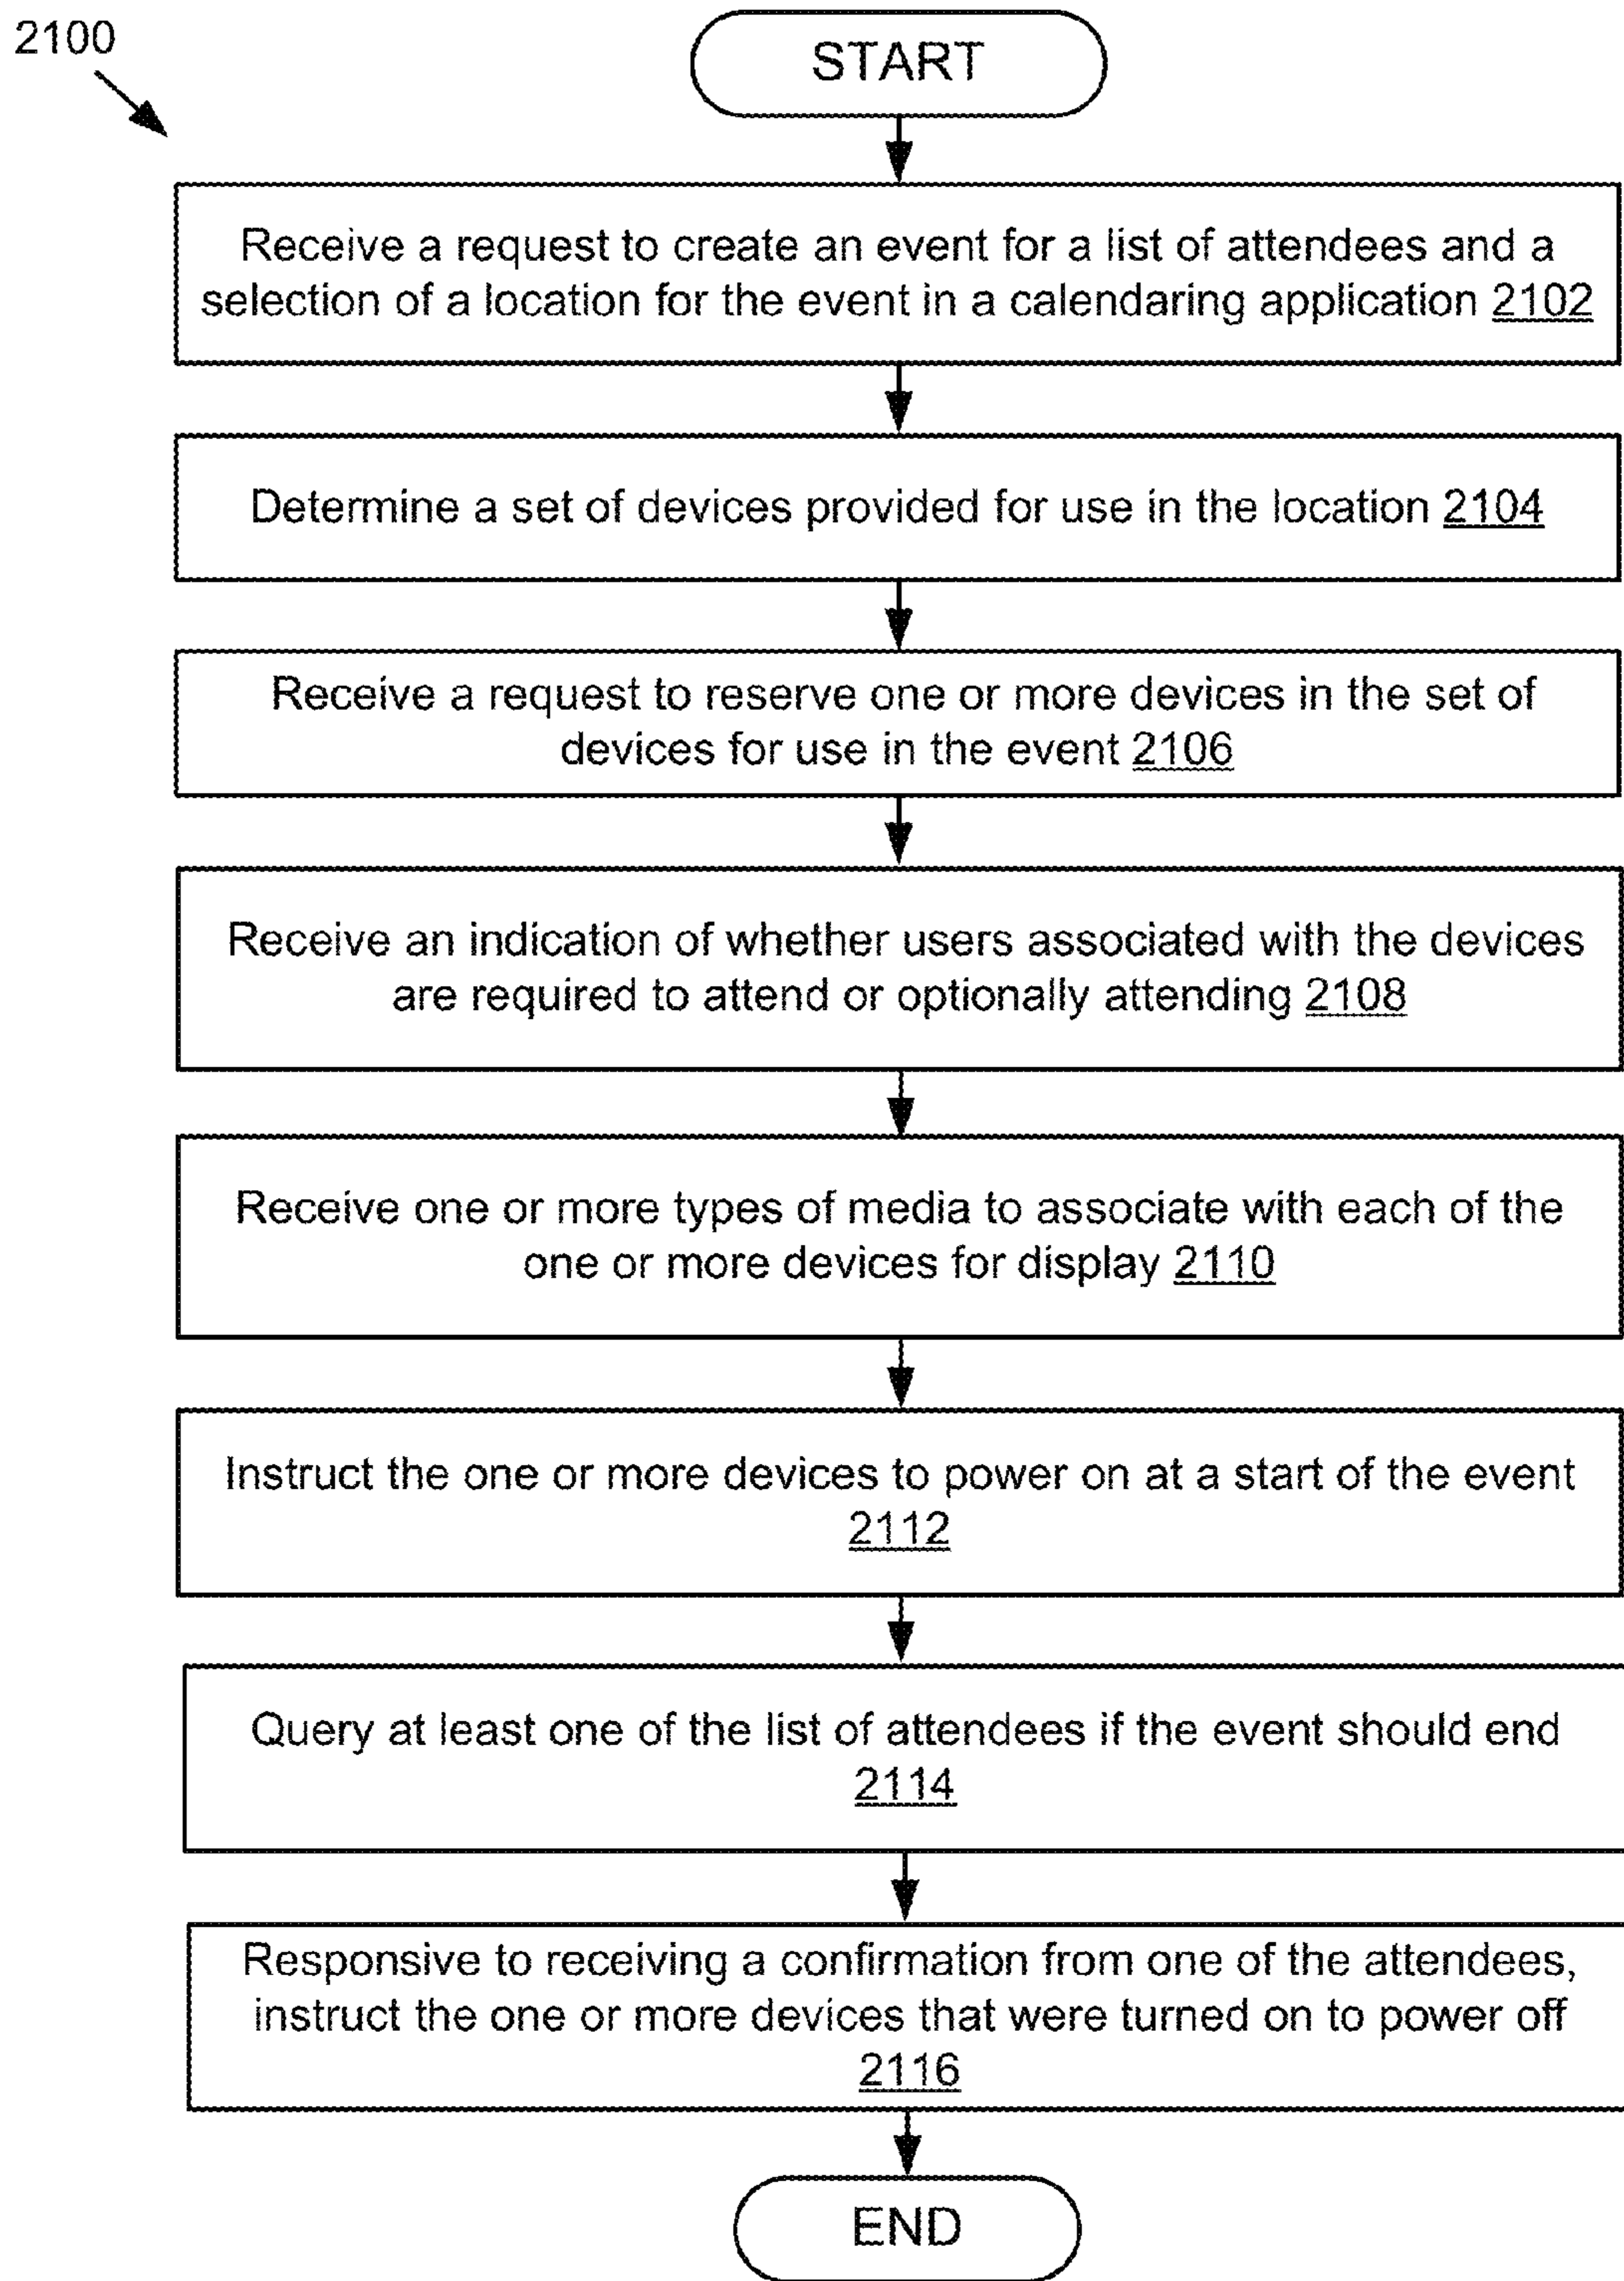 2100
START
Receive a request to create an event for a list of attendees and a
selection of a location for the event in a calendaring application 2102
Determine a set of devices provided for use in the location 2104
Receive a request to reserve one or more devices in the set of
devices for use in the event 2106
Receive an indication of whether users associated with the devices
are required to attend or optionally attending 2108
Receive one or more types of media to associate with each of the
one or more devices for display 2110
Instruct the one or more devices to power on at a start of the event
2112
Query at least one of the list of attendees if the event should end
2114
Responsive to receiving a confirmation from one of the attendees,
instruct the one or more devices that were turned on to power off
2116
END